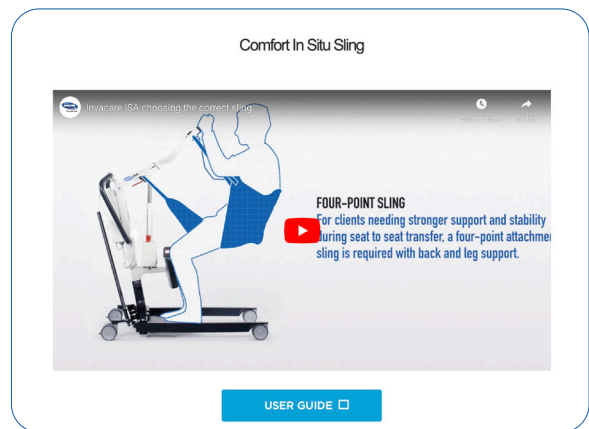 Comfort In Situ Sling
Invacare ISA choosing the correct sling
FOUR-POINT SLING
For clients needing stronger support and stability
during seat to seat transfer, a four-point attachme
sling is required with back and leg support.
USER GUIDE